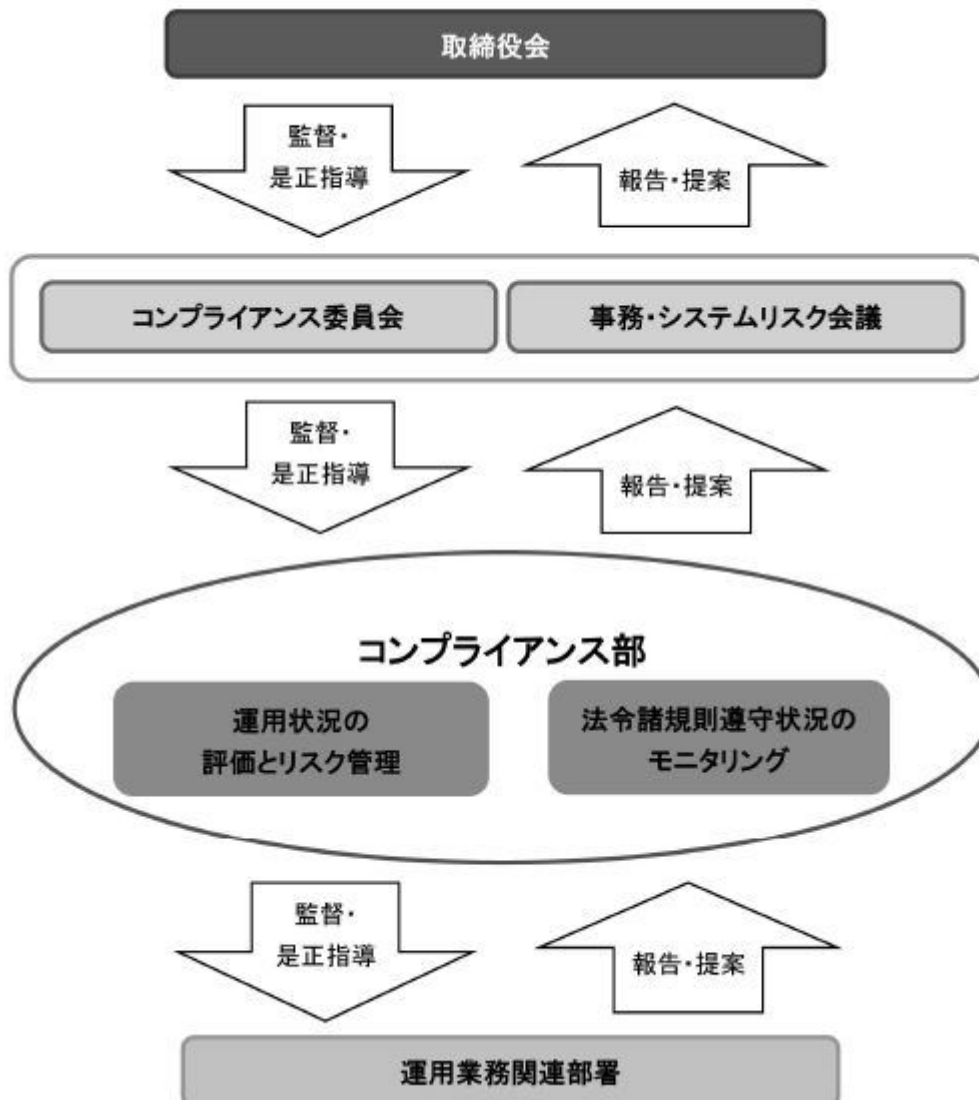 取締役会
監督・
是正指導
報告・提案
コンプライアンス委員会
事務・システムリスク会議
監督・
是正指導
報告・提案
コンプライアンス部
運用状況の
評価とリスク管理
法令諸規則遵守状況の
モニタリング
監督・
是正指導
報告・提案
運用業務関連部署